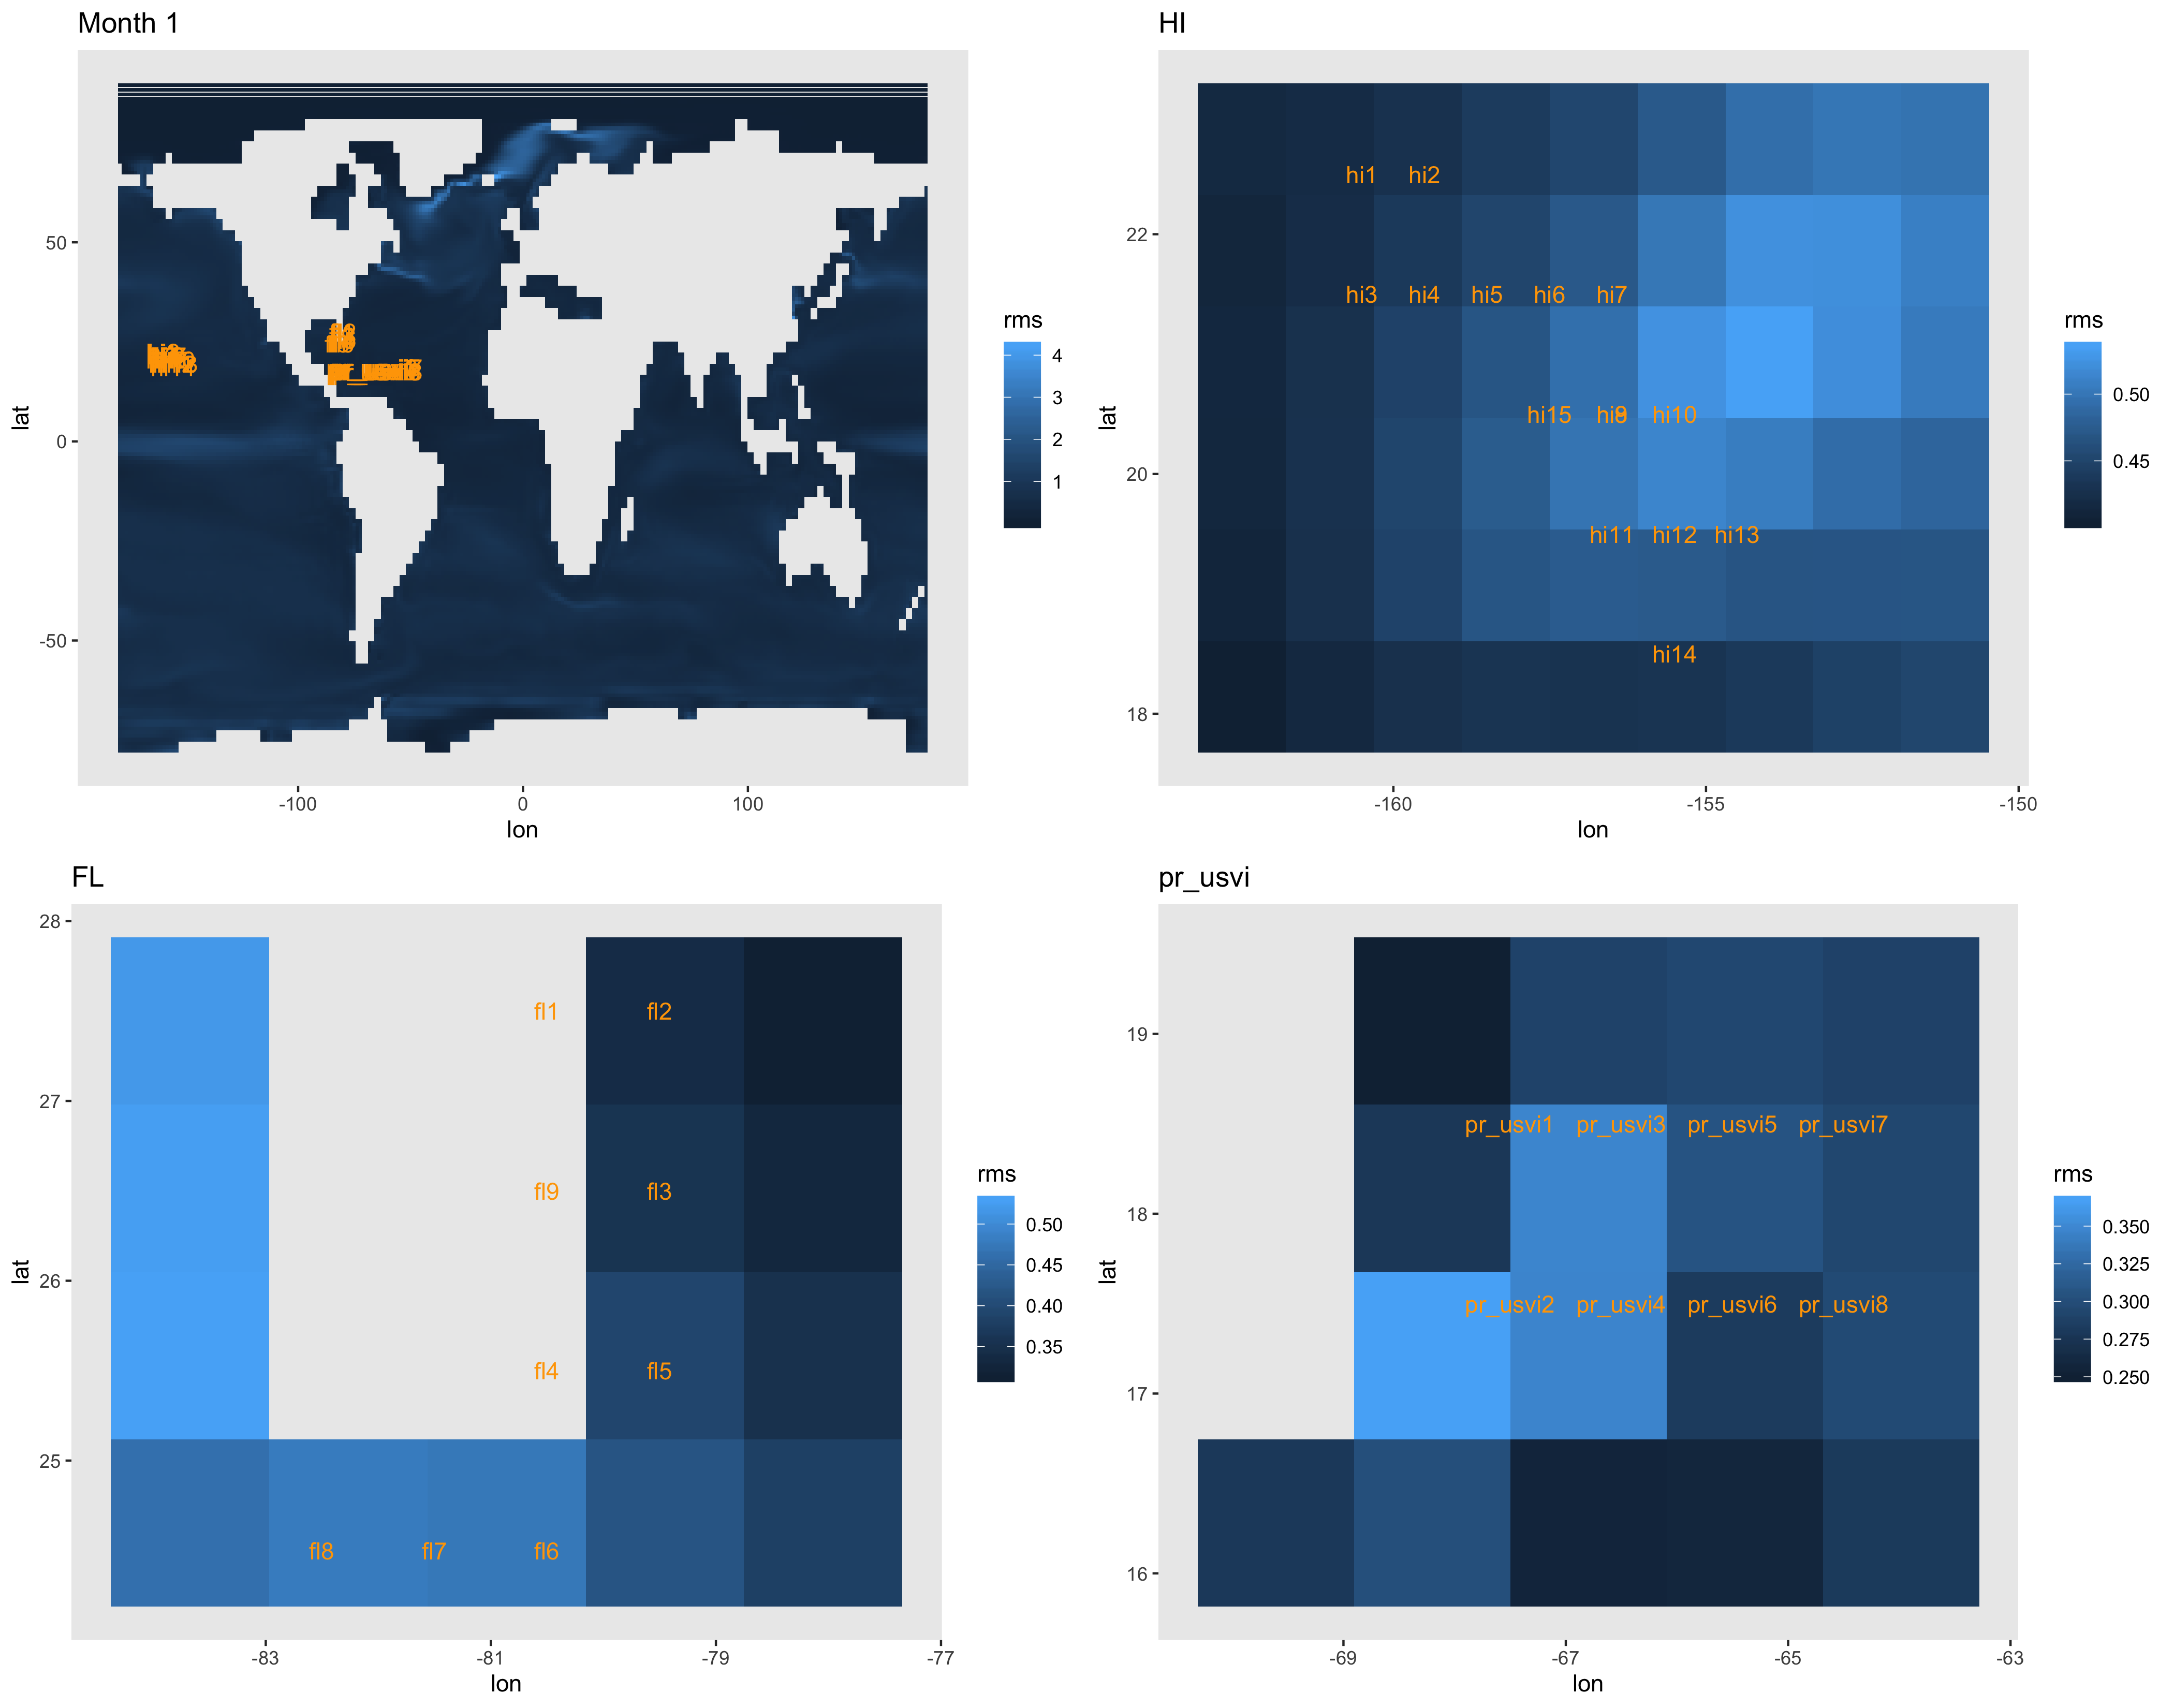 Month 1
lat
50
0
-50
-100
0
100
lon
rms
4
3
2
1
HI
lat
22
20
18
hi1 hi2
hi3 hi4 hi5 hi6 hi7
hi15 hi9 hi10
hi11 hi12 hi13
hi14
-160
-155
-150
lon
rms
0.50
0.45
FL
lat
28
27
26
25
fl1 fl2
fl9 fl3
fl4 fl5
fl8 fl7 fl6
-83
-81
-79
-77
lon
rms
0.50
0.45
0.40
0.35
pr_usvi
lat
19
18
17
16
pr_usvi1 pr_usvi3 pr_usvi5 pr_usvi7
pr_usvi2 pr_usvi4 pr_usvi6 pr_usvi8
-69
-67
-65
-63
lon
rms
0.350
0.325
0.300
0.275
0.250